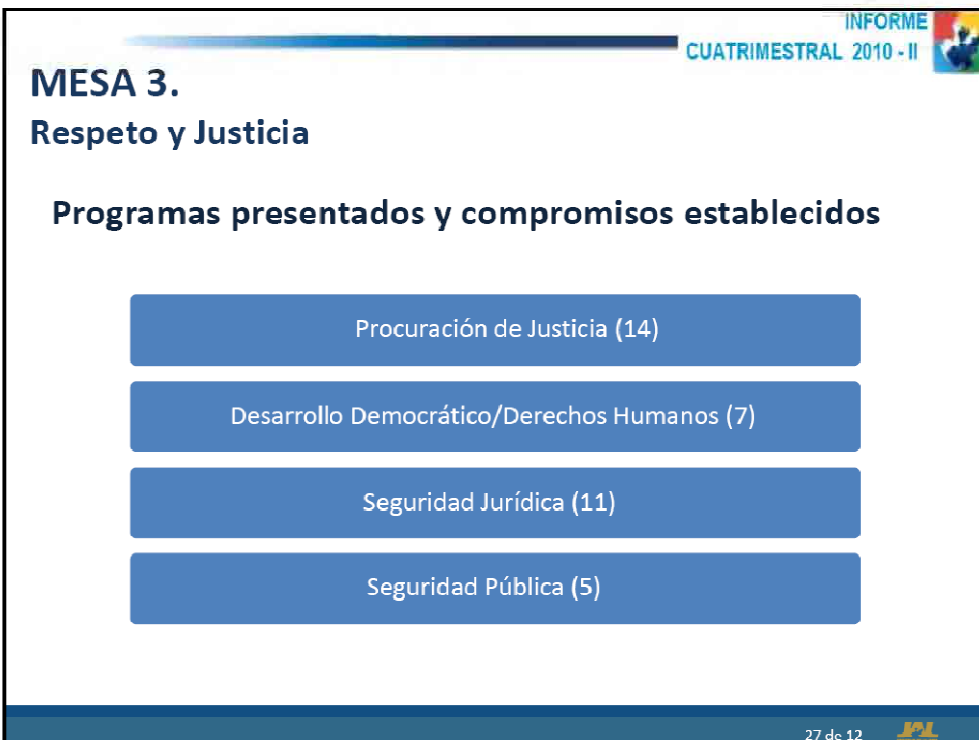 INFORME
CUATRIMESTRAL 2010 - II
MESA 3.
Respeto y Justicia
Programas presentados y compromisos establecidos
Procuración de Justicia (14)
Desarrollo Democrático/Derechos Humanos (7)
Seguridad Jurídica (11)
Seguridad Pública (5)
27 de 12
JAL